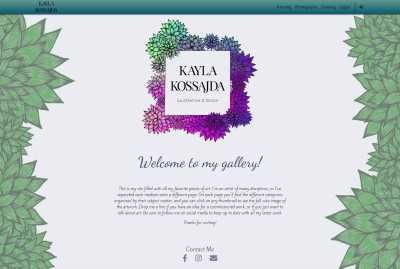 KAYLA
KOSSAJDA
Painting Photography Drawing Digital
KAYLA
KOSSAJDA
ILLUSTRATION & DESIGN
Welcome to my gallery!
This is my site filled with all my favorite pieces of art. I'm an artist of many disciplines, so I've
separated each medium onto a different page. On each page you'll find the different categories
organized by their subject matter, and you can click on any thumbnail to see the full-size image of
the artwork. Drop me a line if you have an idea for a commissioned work, or if you just want to
talk about art. Be sure to follow me on social media to keep up to date with all my latest work.
Thanks for visiting!
Contact Me